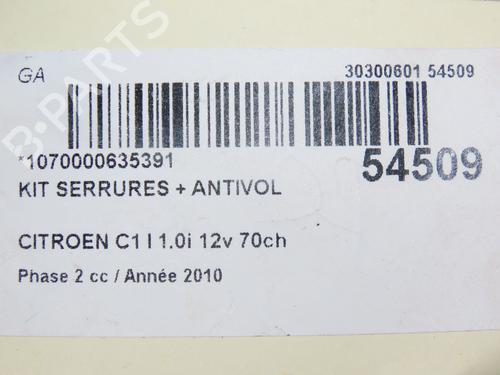 GA
30300601 54509
*1070000635391
54509
KIT SERRURES + ANTIVOL
CITROEN C1 I 1.0i 12v 70ch
Phase 2 cc / Année 2010
B-PARTS